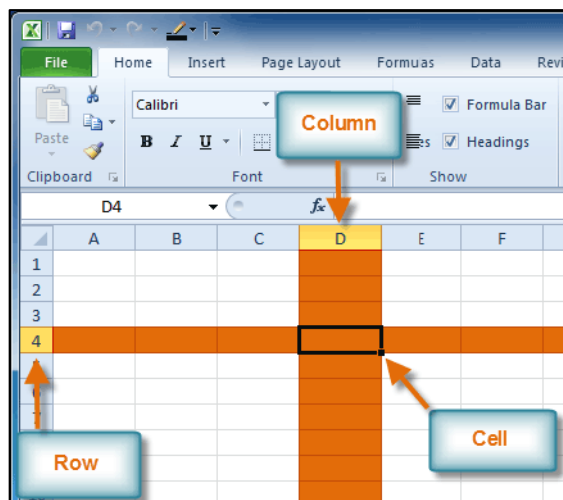 File Home Insert Page Layout Formuas Data Revi
Calibri
Column
Formula Bar
Paste
B I U
Headings
Clipboard Font Show
D4 fx
A B C D E F
1
2
3
4
Row
Cell